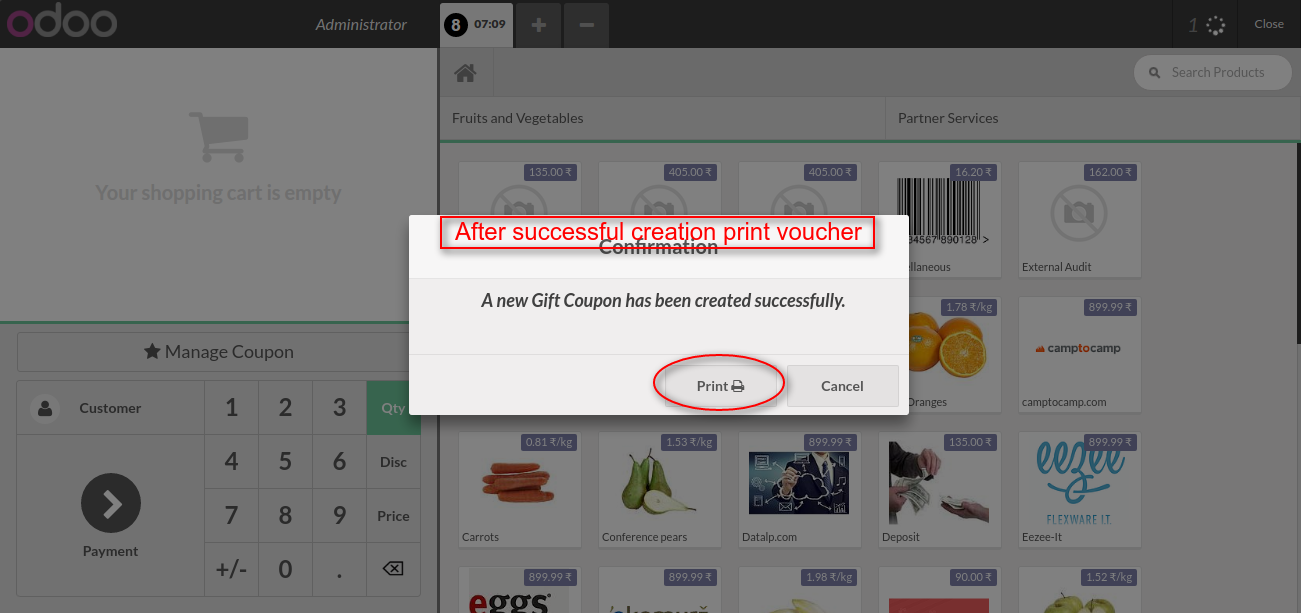 odoo
Administrator
8 07:09
1
Close
Search Products
Fruits and Vegetables
Partner Services
Your shopping cart is empty
135.00 ₹
405.00 ₹
405.00 ₹
16.20 ₹
162.00 ₹
34567"890128">
ellaneous
External Audit
After successful creation print voucher
Confirmation
A new Gift Coupon has been created successfully.
Print
Cancel
1.78 ₹/kg
899.99 ₹
camptocamp
Oranges
camptocamp.com
Manage Coupon
Customer
1 2 3 Qty
4 5 6 Disc
7 8 9 Price
+/- 0 .
Payment
0.81 ₹/kg
1.53 ₹/kg
899.99 ₹
135.00 ₹
899.99 ₹
eezee
FLEXWARE I.T.
Carrots
Conference pears
Datalp.com
Deposit
Eezee-It
899.99 ₹
899.99 ₹
1.98 ₹/kg
90.00 ₹
1.52 ₹/kg
eggs